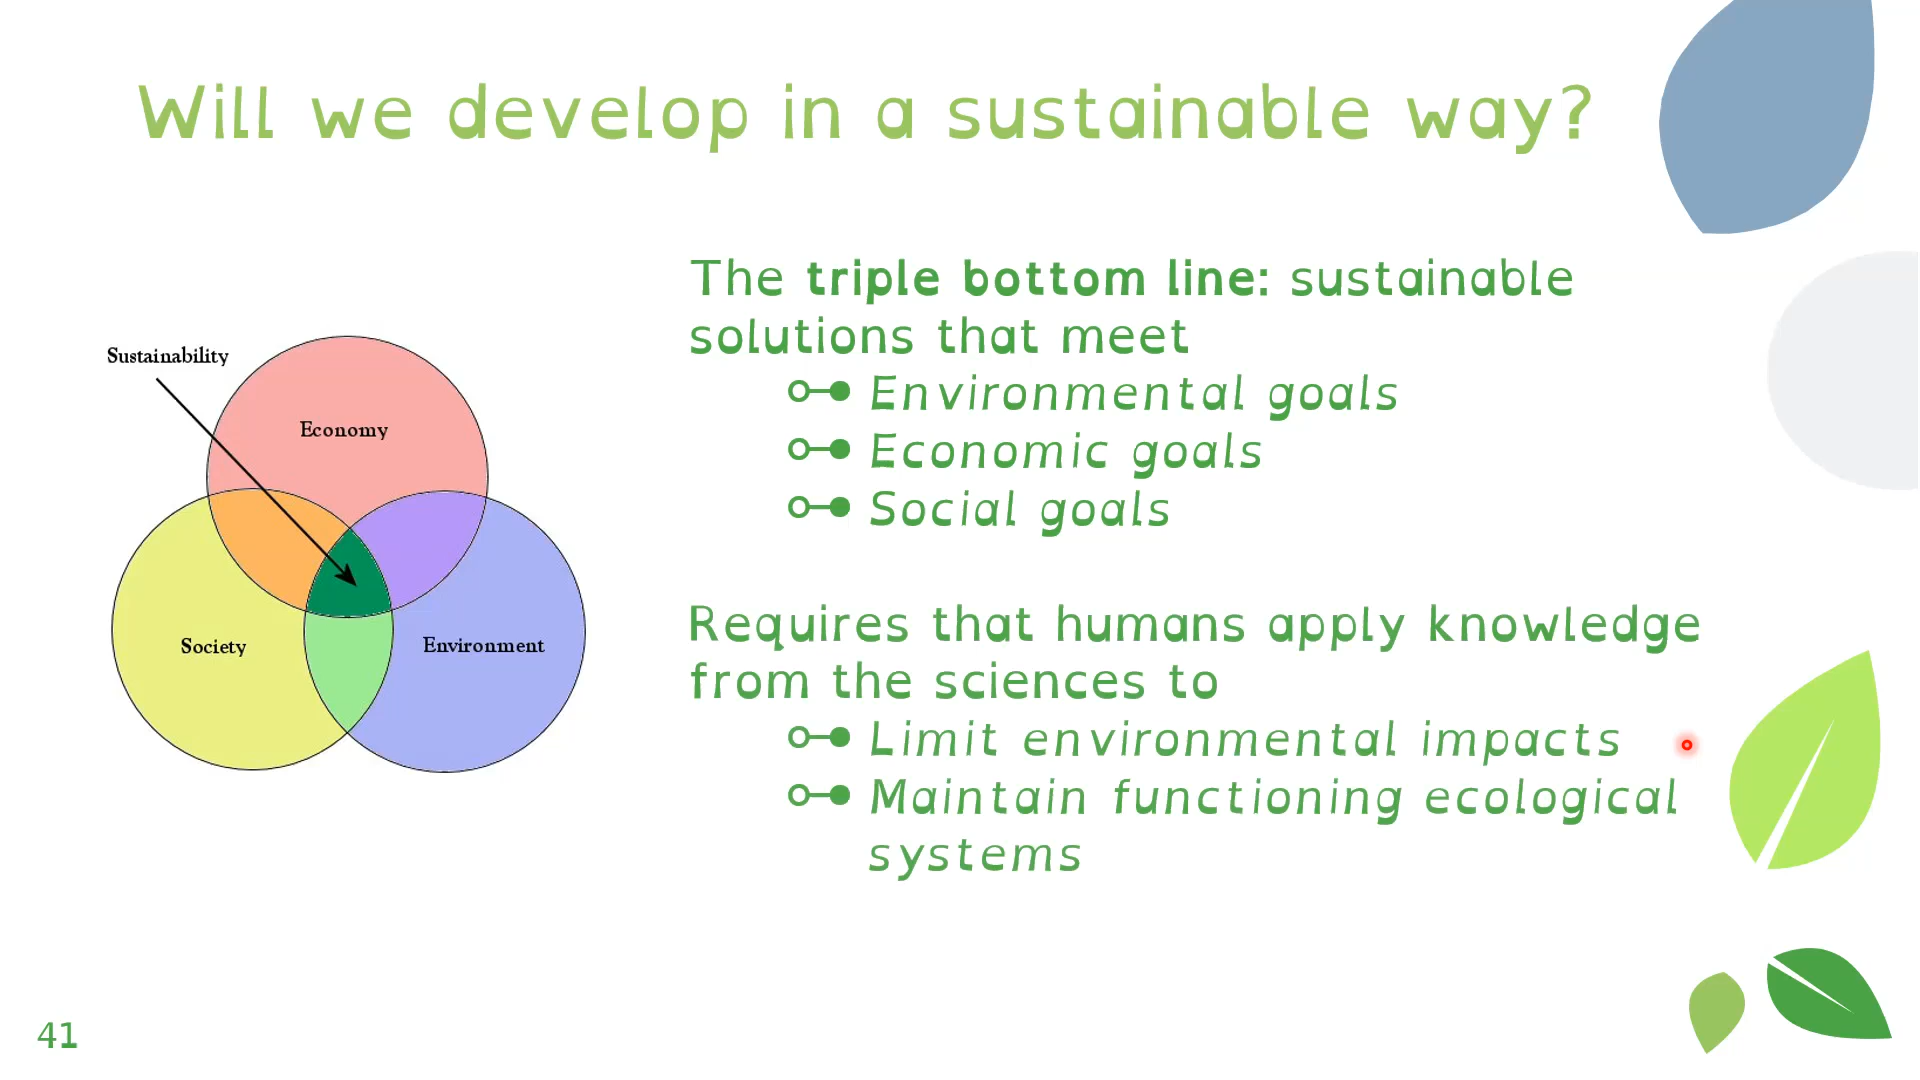 Will we develop in a sustainable way?
Sustainability
Economy
Society
Environment
The triple bottom line: sustainable
solutions that meet
Environmental goals
Economic goals
Social goals
Requires that humans apply knowledge
from the sciences to
Limit environmental impacts
Maintain functioning ecological
systems
41